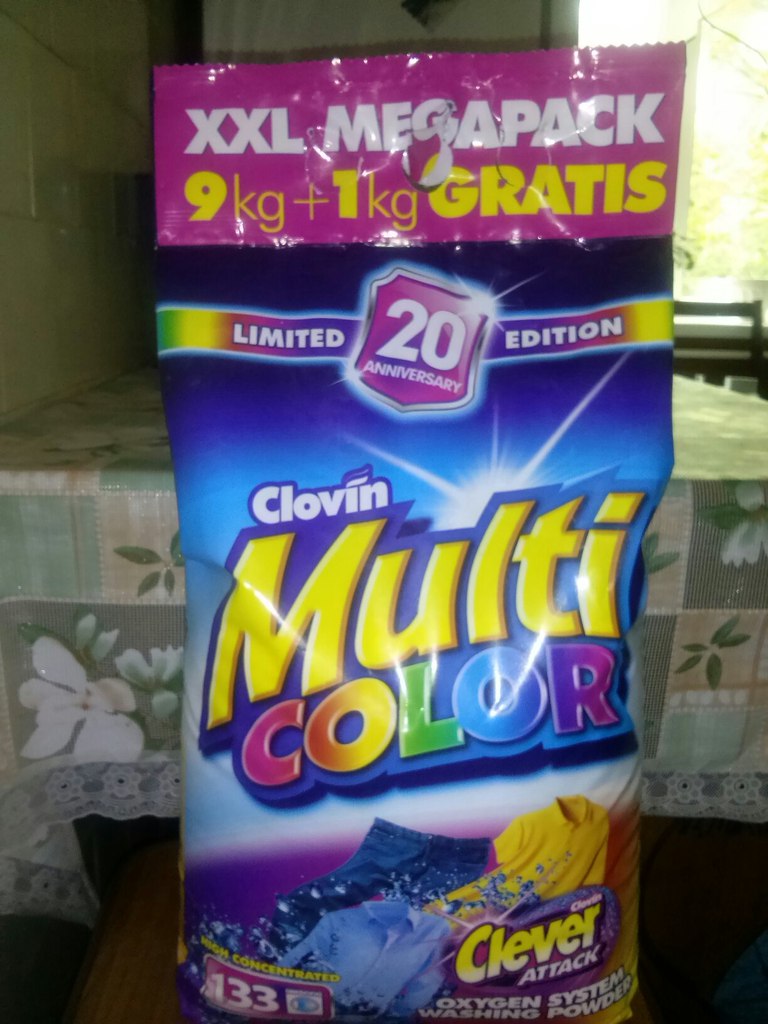 XXL MEGAPACK
9kg+1kg GRATIS
LIMITED 20 EDITION
ANNIVERSARY
Clovin
Multi
COLOR
Clovin
Clever
ATTACK
HIGH CONCENTRATED
133
OXYGEN SYSTEM
WASHING POWDER